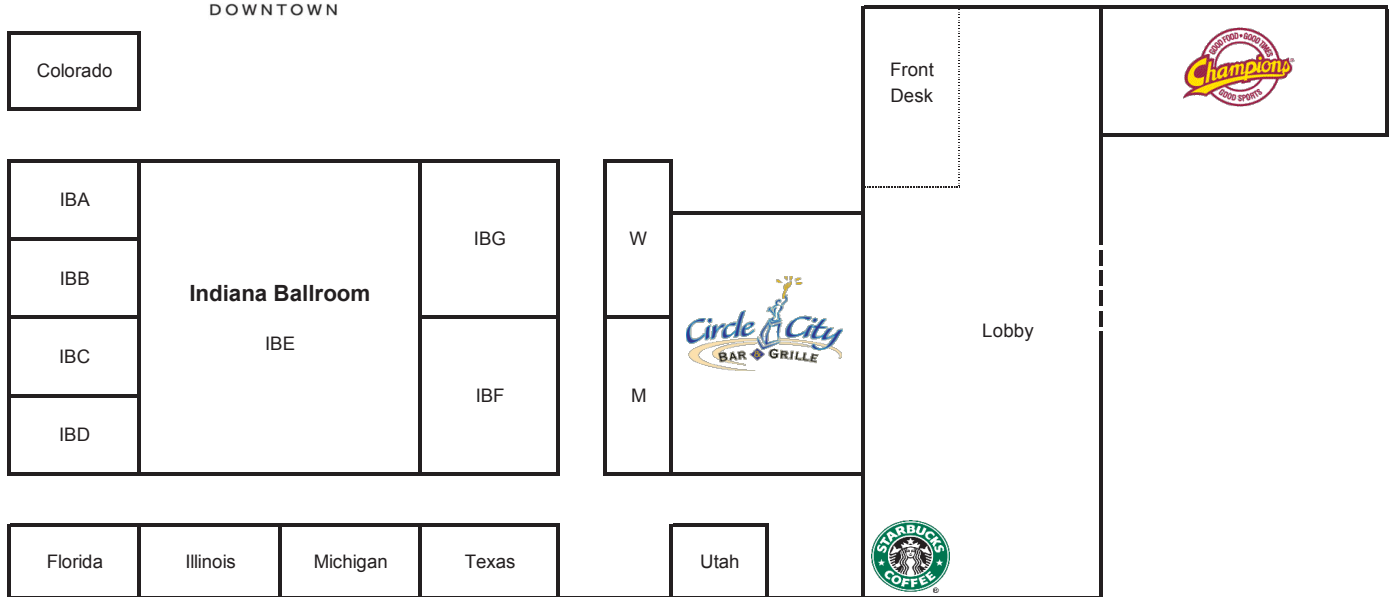 DOWNTOWN
Colorado
Front
Desk
GOOD FOOD • GOOD TIMES
Champions
GOOD SPORTS
IBA
IBB
IBC
IBD
Indiana Ballroom
IBE
IBG
IBF
W
M
Circle City
BAR GRILLE
Lobby
Florida
Illinois
Michigan
Texas
Utah
STARBUCKS
COFFEE